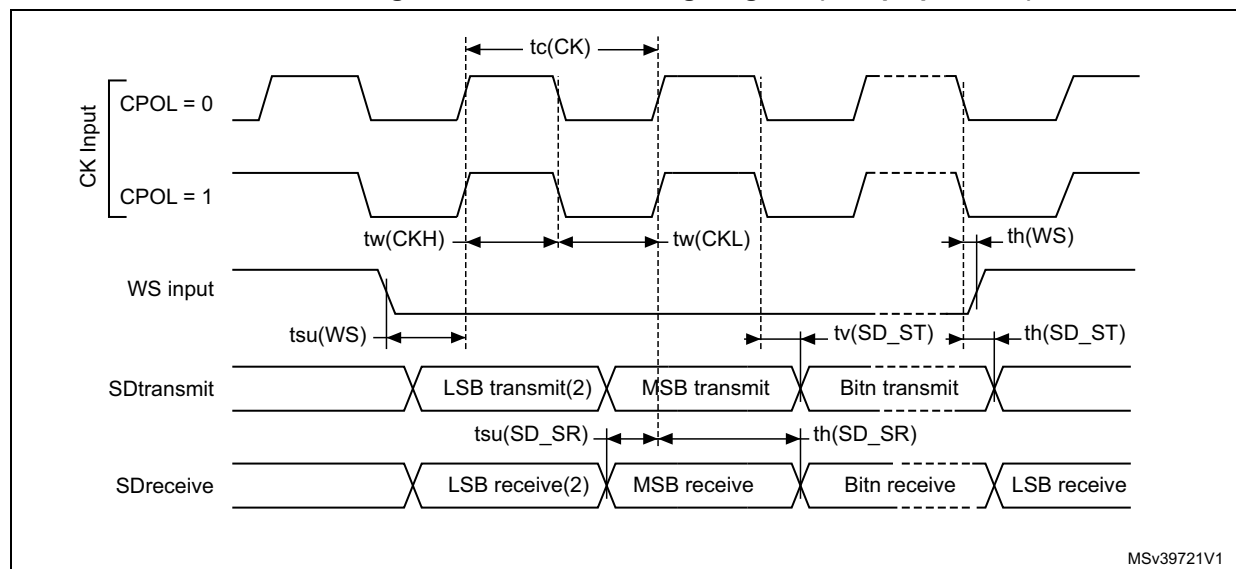 tc(CK)
CK Input
CPOL = 0
CPOL = 1
tw(CKH) tw(CKL) th(WS)
WS input
tsu(WS) tv(SD_ST) th(SD_ST)
SDtransmit LSB transmit(2) MSB transmit Bitn transmit
tsu(SD_SR) th(SD_SR)
SDreceive LSB receive(2) MSB receive Bitn receive LSB receive
MSv39721V1